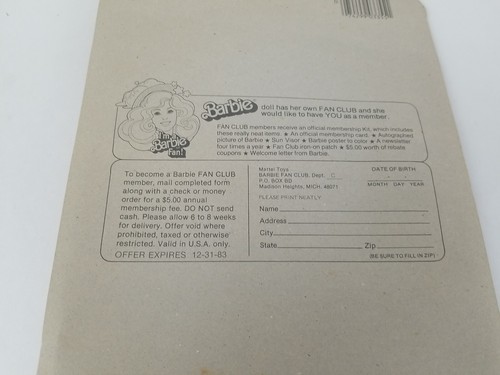 I'm a
Barbie
Fan!
Barbie doll has her own FAN CLUB and she
would like to have YOU as a member.
FAN CLUB members receive an official membership Kit, which includes
these really neat items: ★ An official membership card. ★ Autographed
picture of Barbie ★ Sun Visor ★ Barbie poster to color ★ A newsletter
four times a year ★ Fan Club iron-on patch ★ $5.00 worth of rebate
coupons ★ Welcome letter from Barbie.
To become a Barbie FAN CLUB
member, mail completed form
along with a check or money
order for a $5.00 annual
membership fee. DO NOT send
cash. Please allow 6 to 8 weeks
for delivery. Offer void where
prohibited, taxed or otherwise
restricted. Valid in U.S.A. only.
OFFER EXPIRES 12-31-83
Mattel Toys
BARBIE FAN CLUB, Dept. C
P.O. BOX
Madison Heights, MICH. 48071
DATE OF BIRTH
MONTH DAY YEAR
PLEASE PRINT NEATLY
Name
Address
City
State Zip
(BE SURE TO FILL IN ZIP)